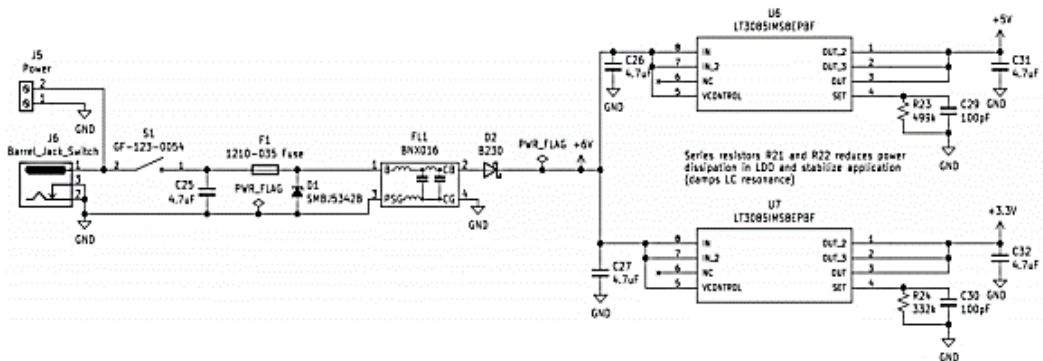 J5
Power
2
1
GND
J6
Barrel_Jack_Switch
1
3
2
GND
S1
GF-123-0054
2
1
C25
4.7uF
F1
1210-035 Fuse
PWR_FLAG
D1
SMBJ5342B
FL1
BNX016
1
B
CB
2
3
PSG
CG
4
GND
D2
B230
PWR_FLAG
+6V
C26
4.7uF
GND
U6
LT3085IMS8EPBF
8
IN
OUT_2
1
7
IN_2
OUT_3
2
6
NC
OUT
3
5
VCONTROL
SET
4
+5V
C31
4.7uF
GND
R23
499k
C29
100pF
GND
Series resistors R21 and R22 reduces power
dissipation in LDO and stabilize application
(damps LC resonance)
U7
LT3085IMS8EPBF
8
IN
OUT_2
1
7
IN_2
OUT_3
2
6
NC
OUT
3
5
VCONTROL
SET
4
C27
4.7uF
GND
+3.3V
C32
4.7uF
GND
R24
332k
C30
100pF
GND